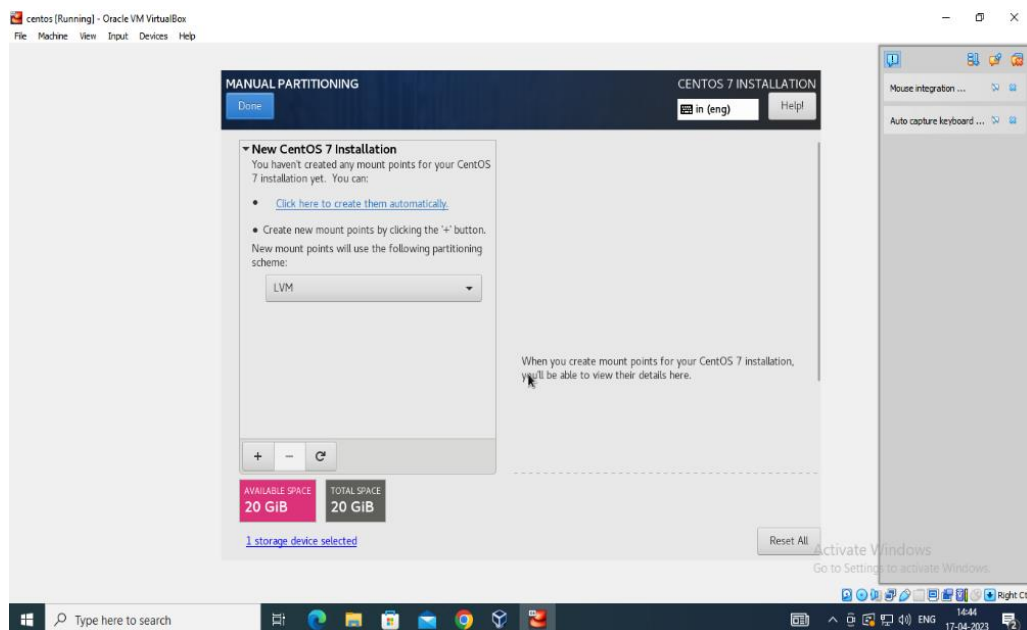 centos [Running] - Oracle VM VirtualBox
File Machine View Input Devices Help
MANUAL PARTITIONING
CENTOS 7 INSTALLATION
Done
in (eng)
Help!
Mouse integration ...
Auto capture keyboard ...
New CentOS 7 Installation
You haven't created any mount points for your CentOS
7 installation yet. You can:
• Click here to create them automatically.
• Create new mount points by clicking the '+' button.
New mount points will use the following partitioning
scheme:
LVM
When you create mount points for your CentOS 7 installation,
you'll be able to view their details here.
+ −
AVAILABLE SPACE
20 GiB
TOTAL SPACE
20 GiB
1 storage device selected
Reset All
Activate Windows
Go to Settings to activate Windows.
Right Ct
Type here to search
ENG
14:44
17-04-2023
2